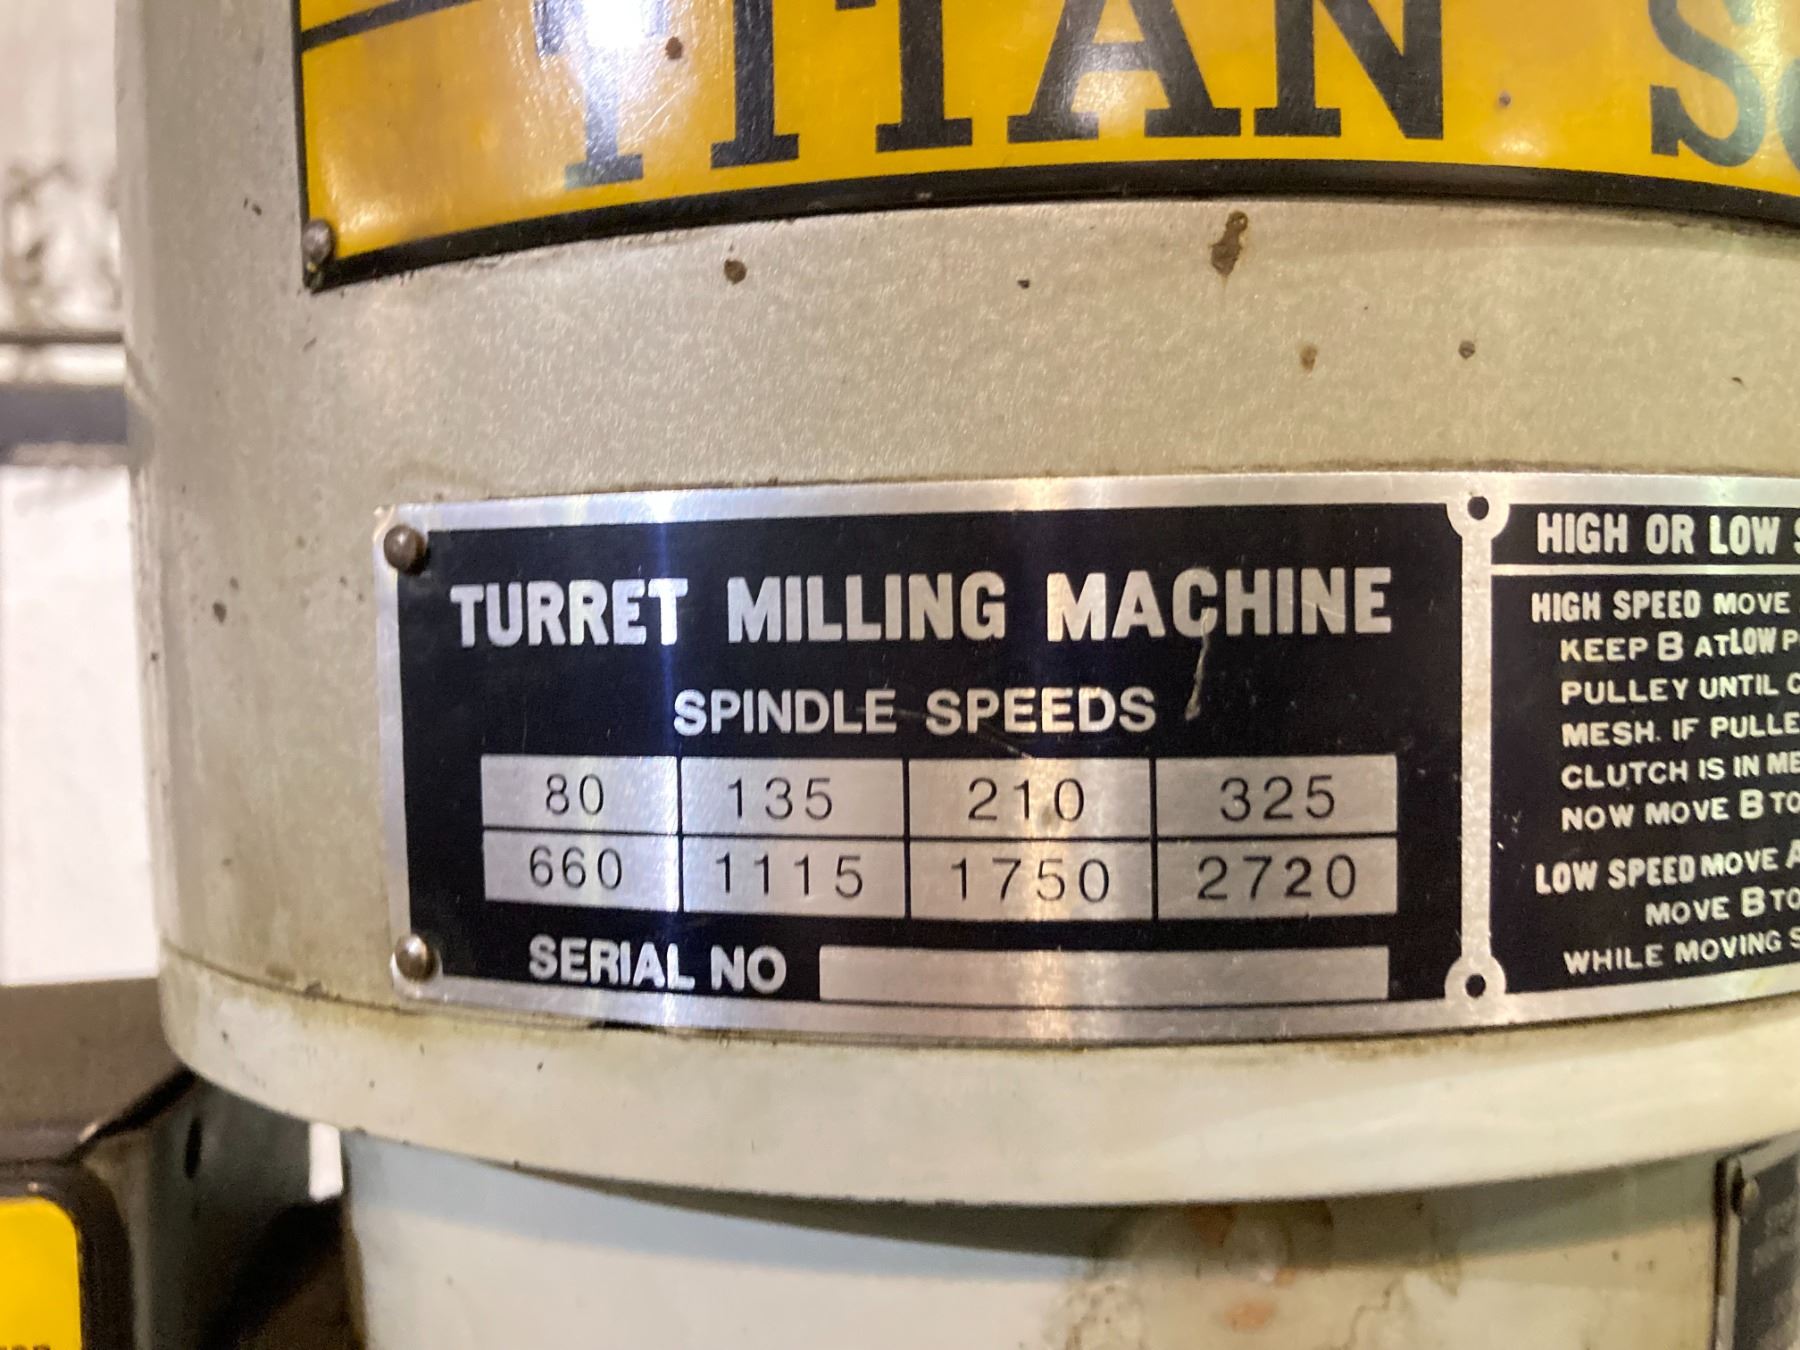 TITAN
TURRET MILLING MACHINE
SPINDLE SPEEDS
80 135 210 325
660 1115 1750 2720
SERIAL NO
HIGH OR LOW
HIGH SPEED MOVE
KEEP B AT LOW
PULLEY UNTIL
MESH. IF
CLUTCH IS IN
NOW MOVE B TO
LOW SPEED MOVE A
MOVE B TO
WHILE MOVING